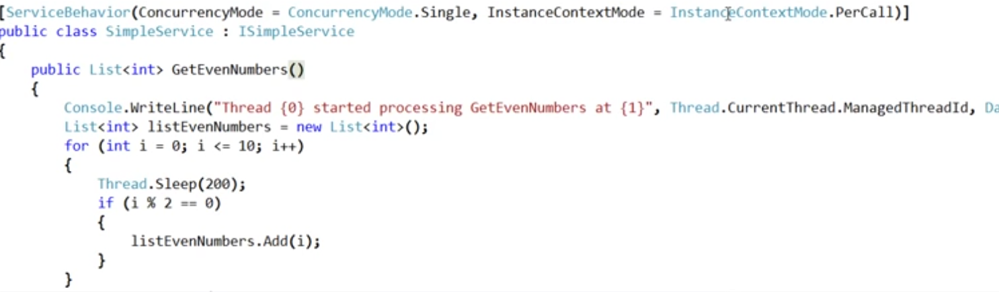 [ServiceBehavior(ConcurrencyMode = ConcurrencyMode.Single, InstanceContextMode = InstanceContextMode.PerCall)]
public class SimpleService : ISimpleService
{
    public List<int> GetEvenNumbers()
    {
        Console.WriteLine("Thread {0} started processing GetEvenNumbers at {1}", Thread.CurrentThread.ManagedThreadId, Da
        List<int> listEvenNumbers = new List<int>();
        for (int i = 0; i <= 10; i++)
        {
            Thread.Sleep(200);
            if (i % 2 == 0)
            {
                listEvenNumbers.Add(i);
            }
        }